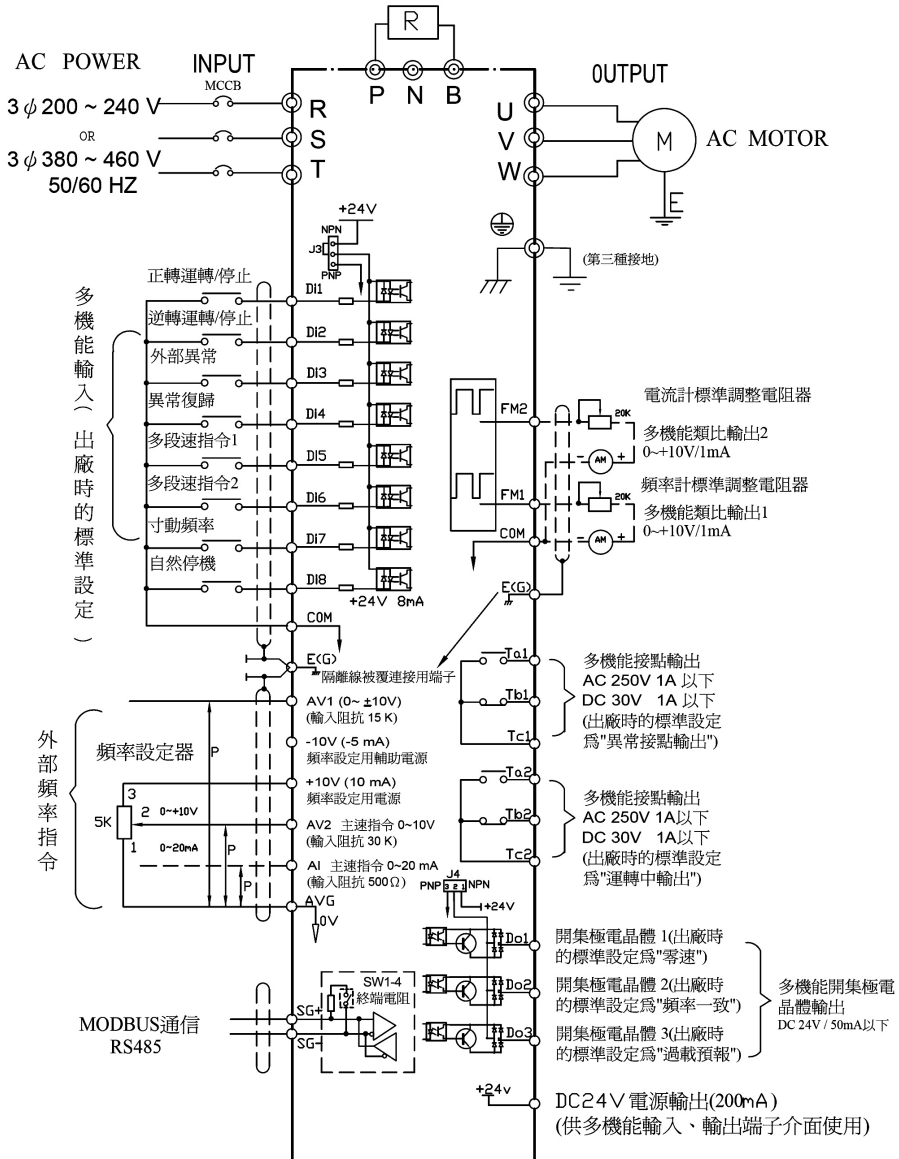 R
AC POWER
INPUT
MCCB
P N B
OUTPUT
3ϕ200 ~ 240 V
OR
3ϕ380 ~ 460 V
50/60 HZ
R
S
T
U
V
W
M
AC MOTOR
E
(第三種接地)
+24V
NPN
J3
PNP
多機能輸入(出廠時的標準設定)
正轉運轉/停止
DI1
逆轉運轉/停止
DI2
外部異常
DI3
異常復歸
DI4
多段速指令1
DI5
多段速指令2
DI6
寸動頻率
DI7
自然停機
DI8
+24V 8mA
COM
E(G)
隔離線被覆連接用端子
FM2
20K
電流計標準調整電阻器
多機能類比輸出2
0~+10V/1mA
- AM +
FM1
20K
頻率計標準調整電阻器
多機能類比輸出1
0~+10V/1mA
COM
- AM +
E(G)
外部頻率指令
頻率設定器
AV1 (0~ ±10V)
(輸入阻抗 15 K)
-10V (-5 mA)
頻率設定用輔助電源
+10V (10 mA)
頻率設定用電源
AV2 主速指令 0~10V
(輸入阻抗 30 K)
AI 主速指令 0~20 mA
(輸入阻抗 500Ω)
AVG
0V
P
P
P
3
2
1
5K
0~+10V
0~20mA
Ta1
Tb1
Tc1
多機能接點輸出
AC 250V 1A 以下
DC 30V 1A 以下
(出廠時的標準設定
為"異常接點輸出")
Ta2
Tb2
Tc2
多機能接點輸出
AC 250V 1A以下
DC 30V 1A以下
(出廠時的標準設定
為"運轉中輸出")
J4
PNP 3 2 1 NPN
+24V
Do1
開集極電晶體 1(出廠時
的標準設定為"零速")
Do2
開集極電晶體 2(出廠時
的標準設定為"頻率一致")
Do3
開集極電晶體 3(出廠時
的標準設定為"過載預報")
多機能開集極電
晶體輸出
DC 24V / 50mA以下
MODBUS通信
RS485
SG+
SG-
SW1-4
終端電阻
+24v
DC24V 電源輸出(200mA)
(供多機能輸入、輸出端子介面使用)